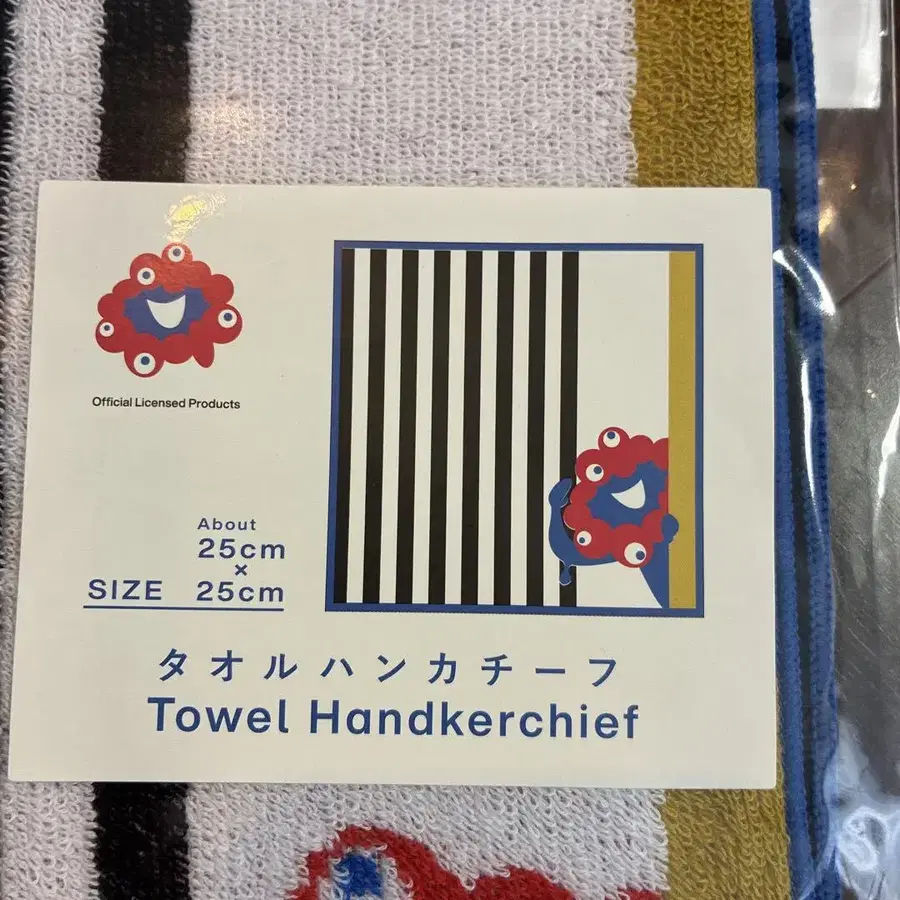 Official Licensed Products
About
25cm
×
SIZE 25cm
タオルハンカチーフ
Towel Handkerchief